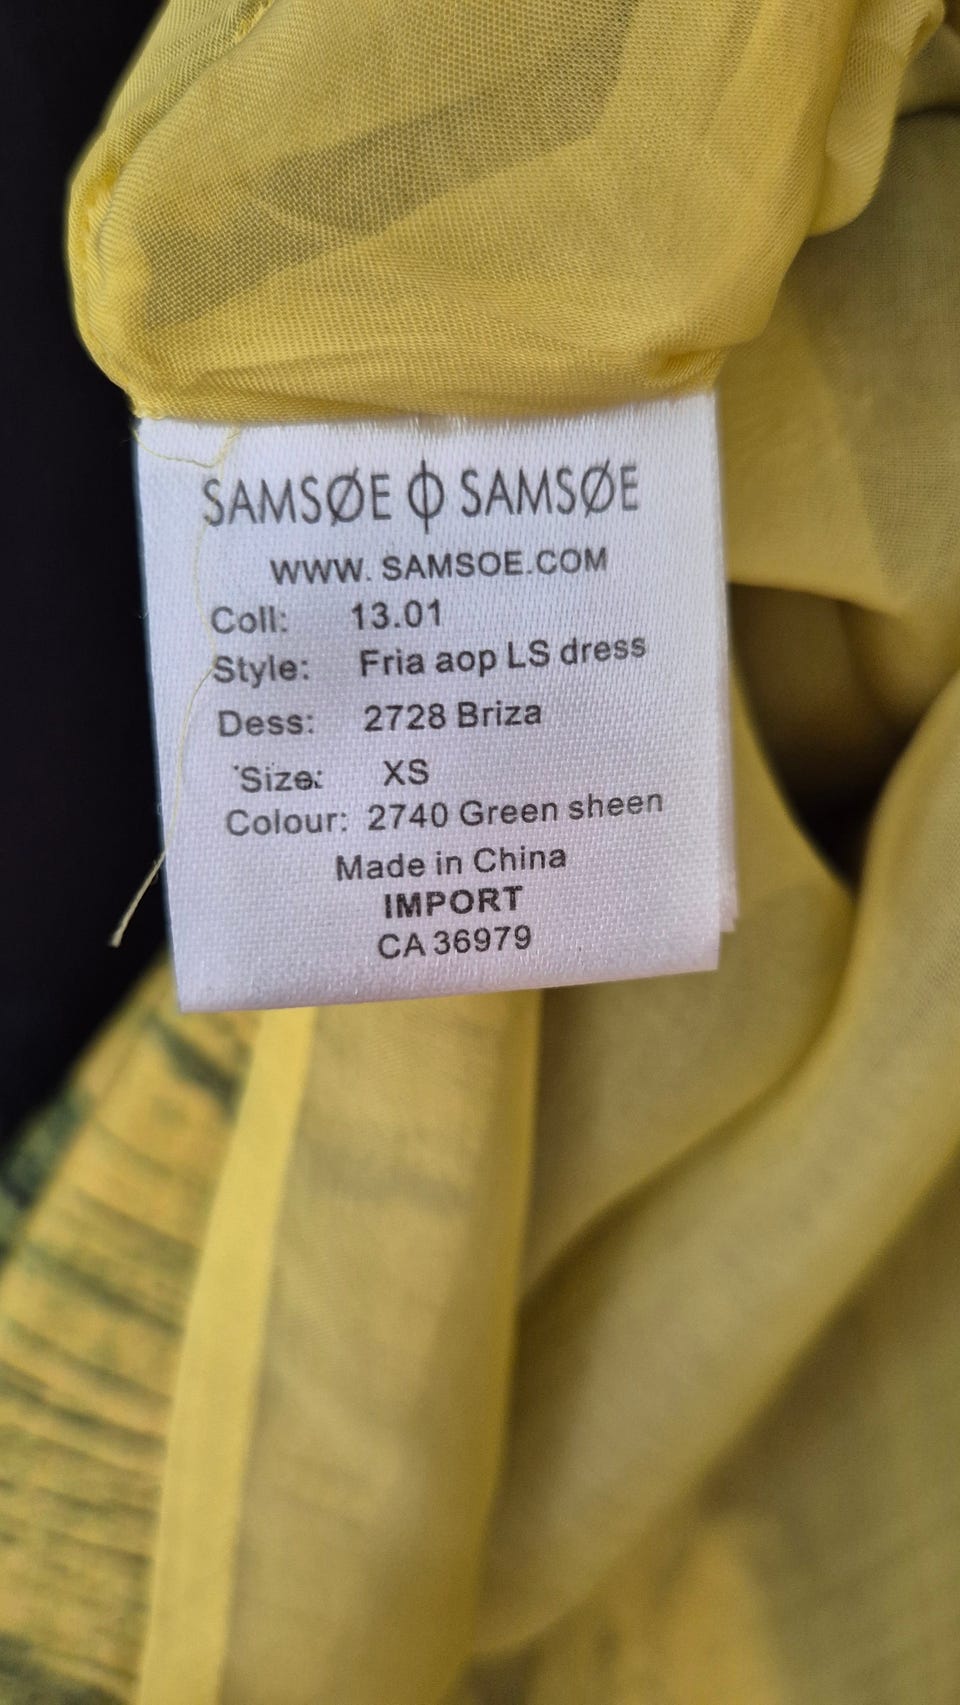 SAMSØE Φ SAMSØE
WWW. SAMSOE.COM
Coll: 13.01
Style: Fria aop LS dress
Dess: 2728 Briza
Size: XS
Colour: 2740 Green sheen
Made in China
IMPORT
CA 36979